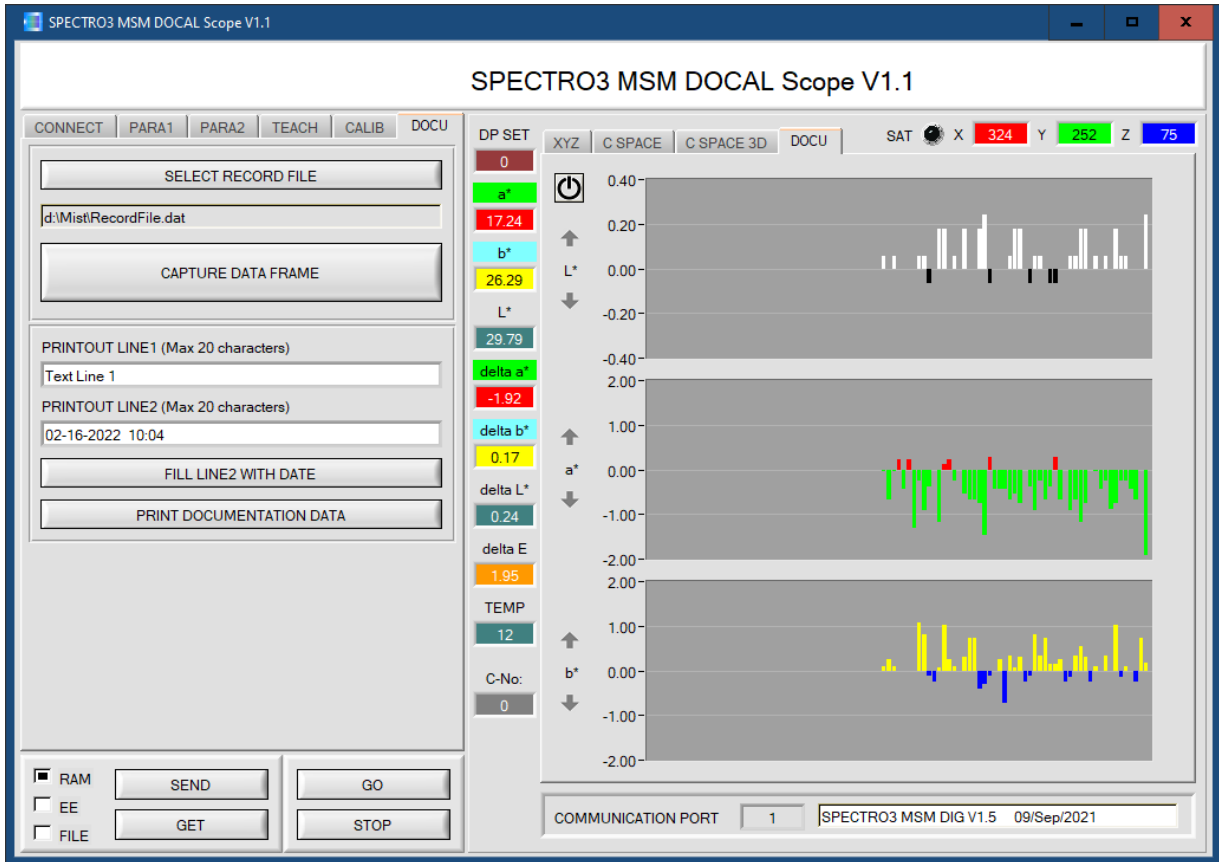 SPECTRO3 MSM DOCAL Scope V1.1
SPECTRO3 MSM DOCAL Scope V1.1
CONNECT PARA1 PARA2 TEACH CALIB DOCU
SELECT RECORD FILE
d:\Mist\RecordFile.dat
CAPTURE DATA FRAME
PRINTOUT LINE1 (Max 20 characters)
Text Line 1
PRINTOUT LINE2 (Max 20 characters)
02-16-2022 10:04
FILL LINE2 WITH DATE
PRINT DOCUMENTATION DATA
RAM
EE
FILE
SEND
GET
GO
STOP
DP SET
0
a*
17.24
b*
26.29
L*
29.79
delta a*
-1.92
delta b*
0.17
delta L*
0.24
delta E
1.95
TEMP
12
C-No:
0
XYZ C SPACE C SPACE 3D DOCU
SAT X 324 Y 252 Z 75
0.40
0.20
L* 0.00
-0.20
-0.40
2.00
1.00
a* 0.00
-1.00
-2.00
2.00
1.00
b* 0.00
-1.00
-2.00
COMMUNICATION PORT 1 SPECTRO3 MSM DIG V1.5 09/Sep/2021